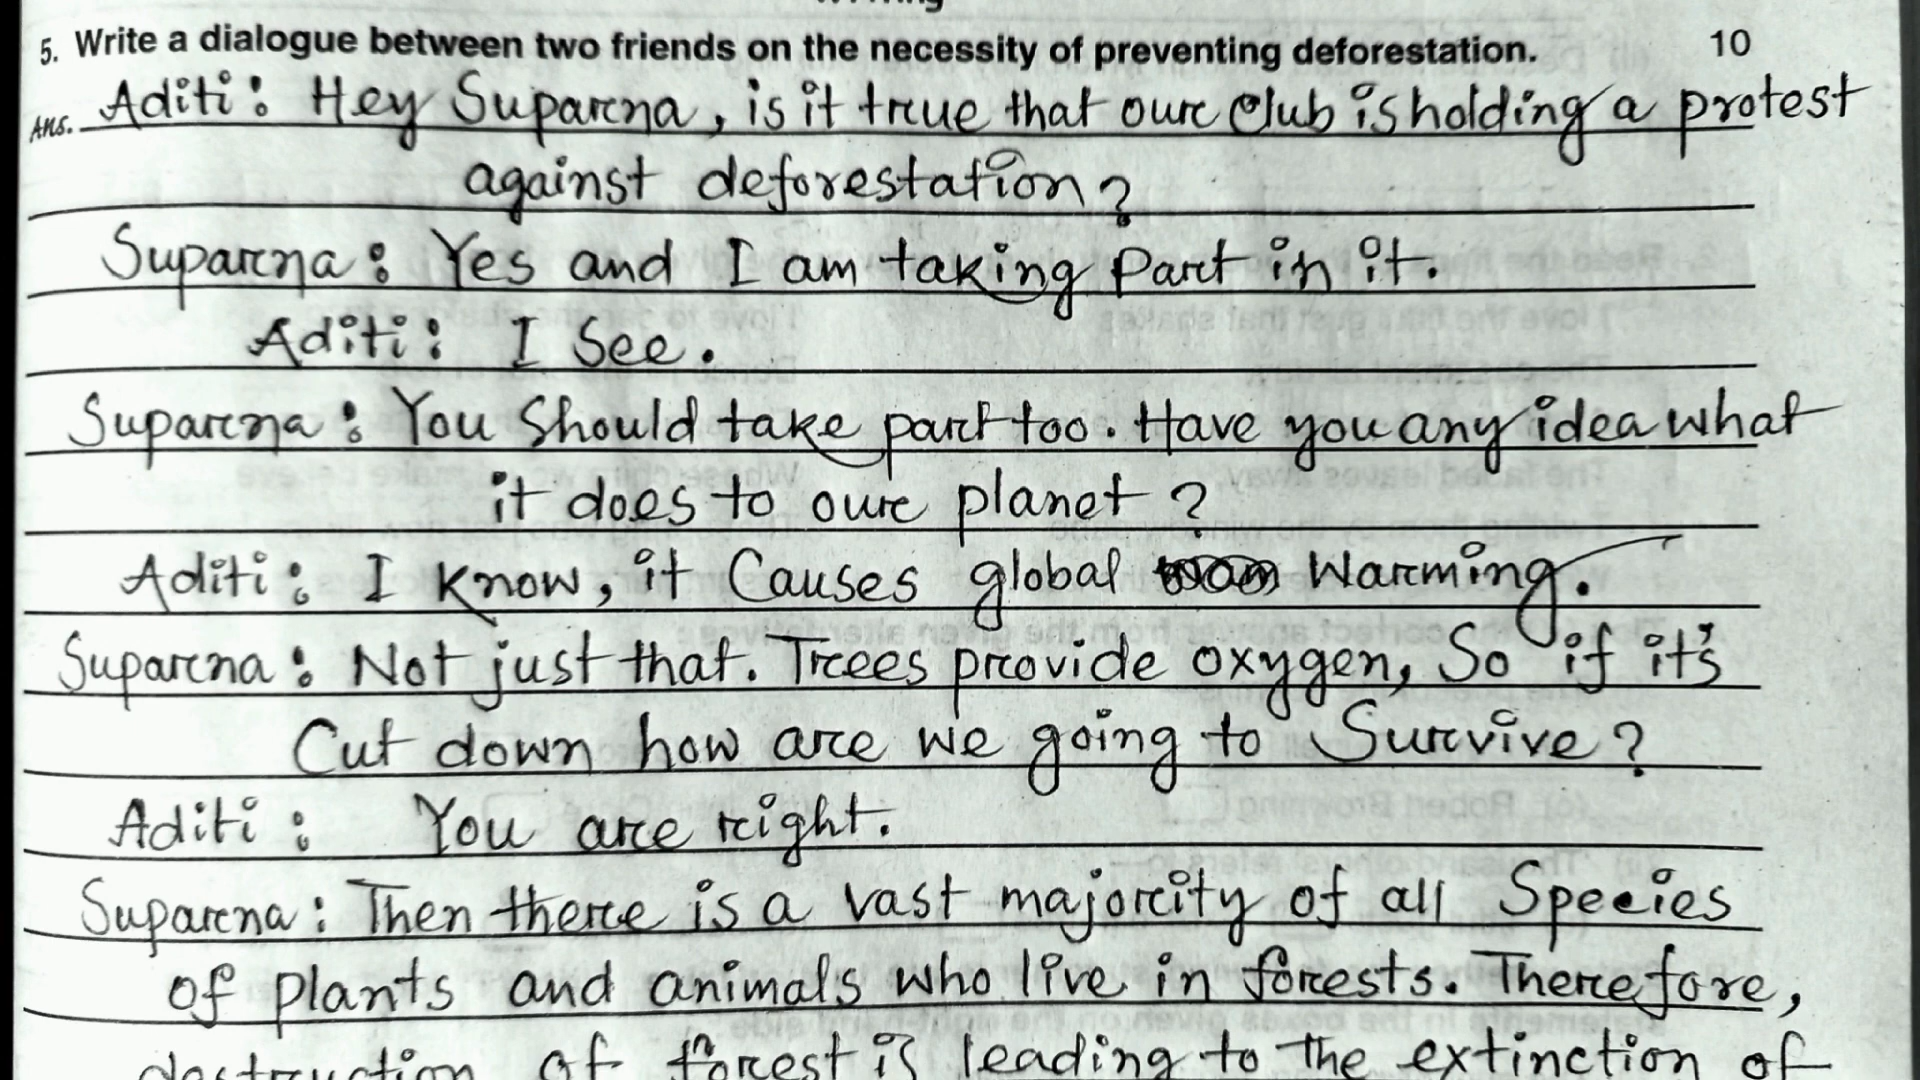 5. Write a dialogue between two friends on the necessity of preventing deforestation. 10
Ans. Aditi: Hey Suparna, is it true that our Club is holding a protest
against deforestation?
Suparna: Yes and I am taking Part in it.
Aditi: I See.
Suparna: You Should take part too. Have you any idea what
it does to our planet?
Aditi: I know, it Causes global Warming.
Suparna: Not just that. Trees provide oxygen, So if it's
Cut down how are we going to Survive?
Aditi: You are right.
Suparna: Then there is a vast majority of all Species
of plants and animals who live in forests. Therefore,
destruction of forest is leading to the extinction of